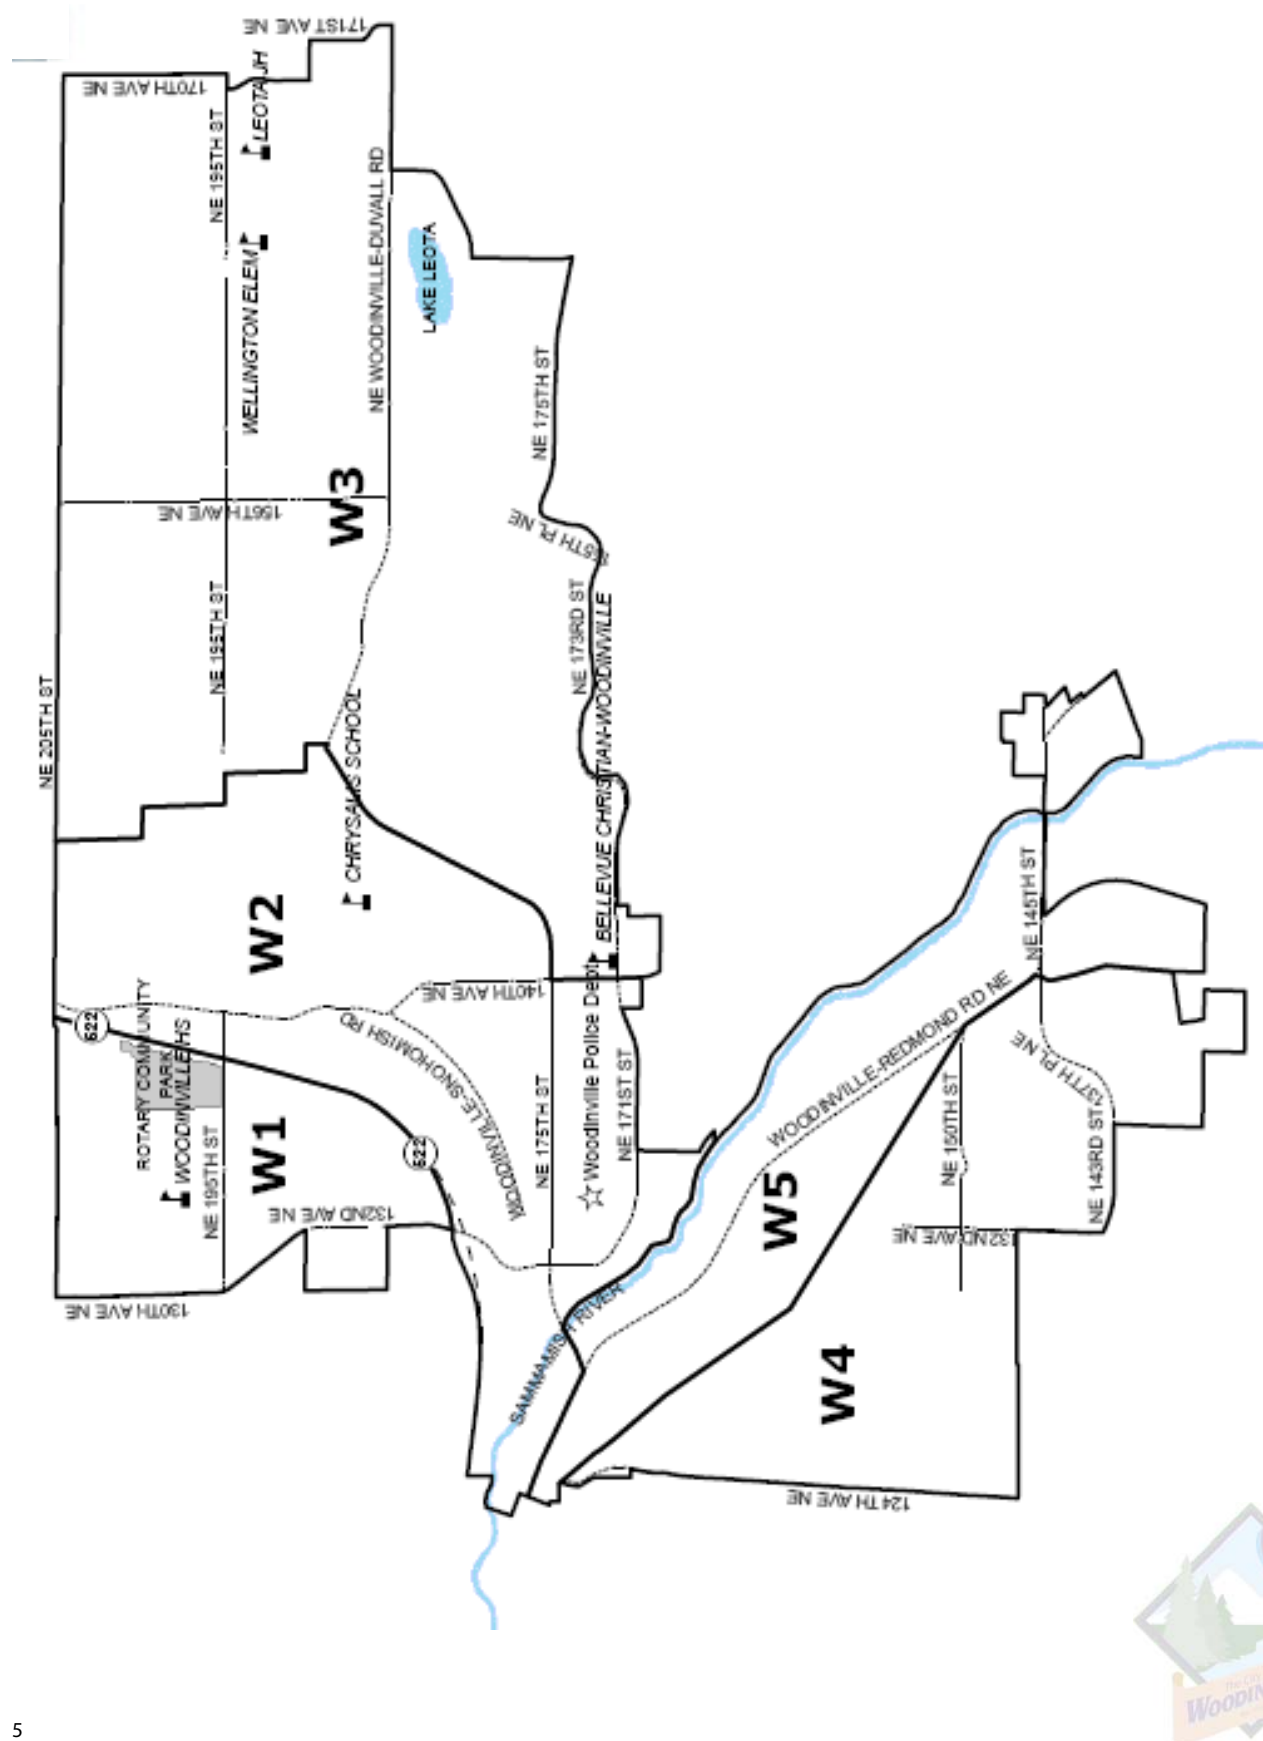 NE 171ST AVE
NE 170TH AVE
LEOTA JH
NE 195TH ST
NE WOODINVILLE-DUVALL RD
LAKE LEOTA
WELLINGTON ELEM
NE 175TH ST
W3
156TH AVE NE
NE 173RD ST
NE 195TH ST
BELLEVUE CHRISTIAN-WOODINVILLE
NE 205TH ST
CHRYSALIS SCHOOL
W2
NE 145TH ST
140TH AVE NE
ROTARY COMMUNITY
PARK
WOODINVILLE HS
522
WOODINVILLE-SNOHOMISH RD
Woodinville Police Dept
NE 171ST ST
WOODINVILLE-REDMOND RD NE
137TH PL NE
NE 150TH ST
NE 143RD ST
W1
522
NE 175TH ST
NE 195TH ST
132ND AVE NE
W5
132ND AVE NE
130TH AVE NE
SAMMAMISH RIVER
W4
124TH AVE NE
5